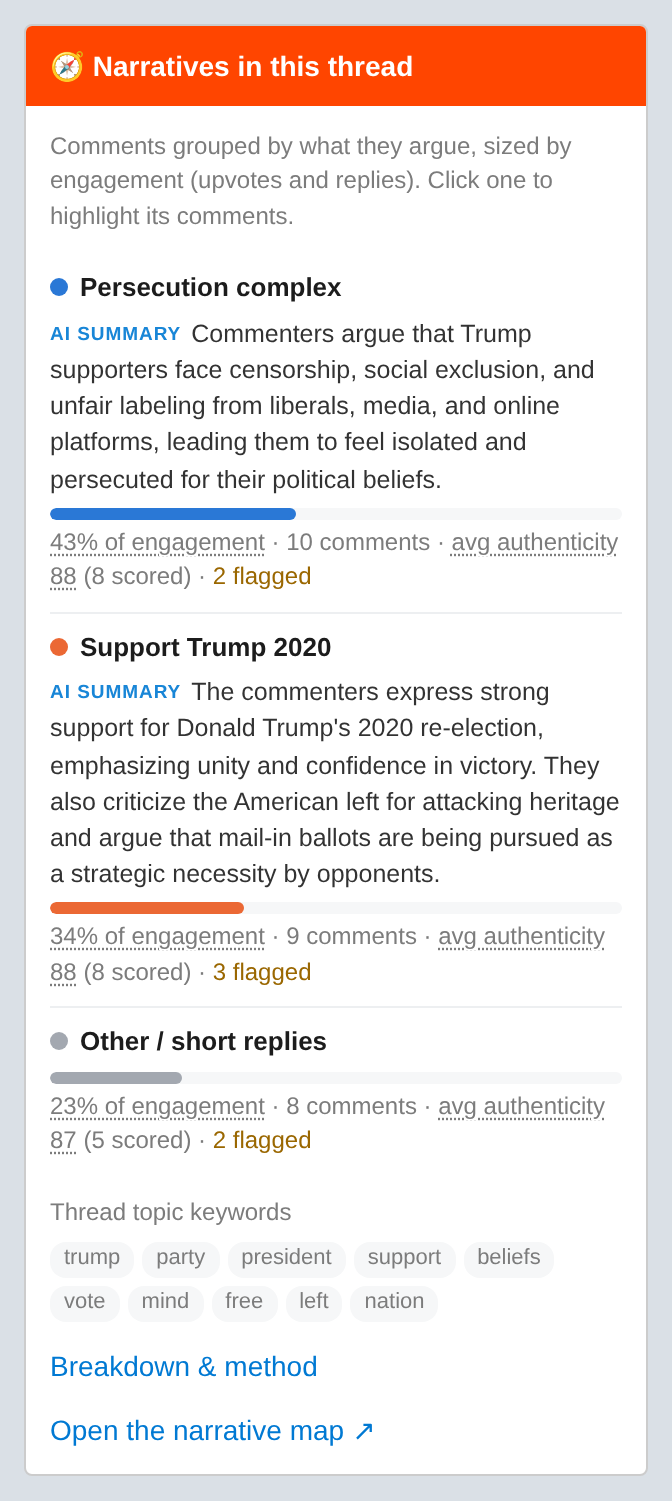 🧭 Narratives in this thread
Comments grouped by what they argue, sized by
engagement (upvotes and replies). Click one to
highlight its comments.
Persecution complex
AI SUMMARY Commenters argue that Trump
supporters face censorship, social exclusion, and
unfair labeling from liberals, media, and online
platforms, leading them to feel isolated and
persecuted for their political beliefs.
43% of engagement · 10 comments · avg authenticity
88 (8 scored) · 2 flagged
Support Trump 2020
AI SUMMARY The commenters express strong
support for Donald Trump's 2020 re-election,
emphasizing unity and confidence in victory. They
also criticize the American left for attacking heritage
and argue that mail-in ballots are being pursued as
a strategic necessity by opponents.
34% of engagement · 9 comments · avg authenticity
88 (8 scored) · 3 flagged
Other / short replies
23% of engagement · 8 comments · avg authenticity
87 (5 scored) · 2 flagged
Thread topic keywords
trump party president support beliefs
vote mind free left nation
Breakdown & method
Open the narrative map ↗